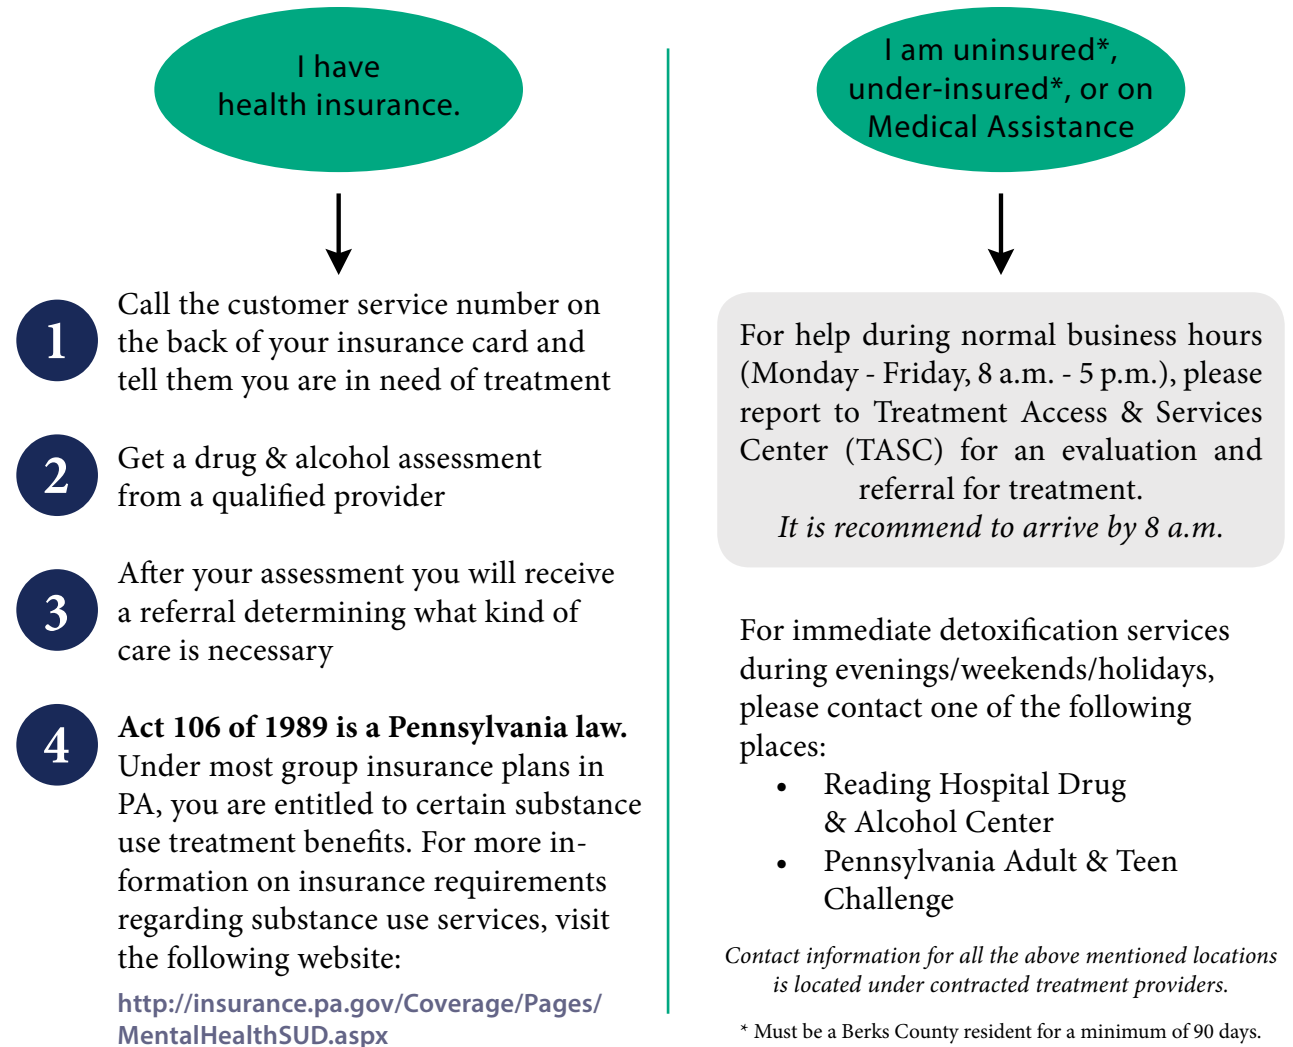 I have
health insurance.
1
Call the customer service number on
the back of your insurance card and
tell them you are in need of treatment
2
Get a drug & alcohol assessment
from a qualified provider
3
After your assessment you will receive
a referral determining what kind of
care is necessary
4
Act 106 of 1989 is a Pennsylvania law.
Under most group insurance plans in
PA, you are entitled to certain substance
use treatment benefits. For more in-
formation on insurance requirements
regarding substance use services, visit
the following website:
http://insurance.pa.gov/Coverage/Pages/
MentalHealthSUD.aspx
I am uninsured*,
under-insured*, or on
Medical Assistance
For help during normal business hours
(Monday - Friday, 8 a.m. - 5 p.m.), please
report to Treatment Access & Services
Center (TASC) for an evaluation and
referral for treatment.
It is recommend to arrive by 8 a.m.
For immediate detoxification services
during evenings/weekends/holidays,
please contact one of the following
places:
• Reading Hospital Drug
& Alcohol Center
• Pennsylvania Adult & Teen
Challenge
Contact information for all the above mentioned locations
is located under contracted treatment providers.
* Must be a Berks County resident for a minimum of 90 days.